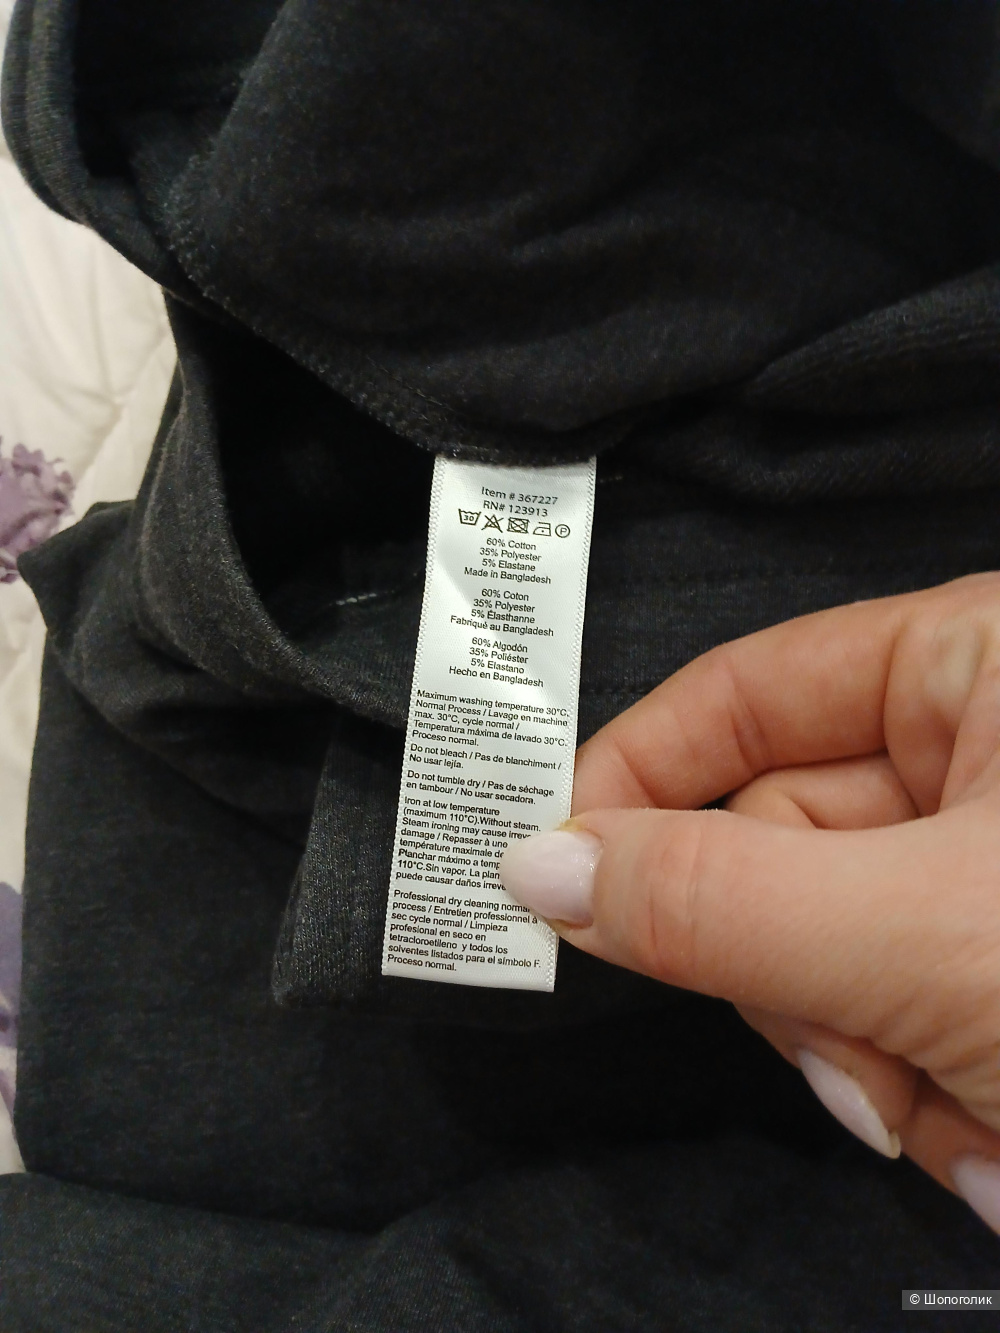 Item # 367227
RN# 123913
30
P
60% Cotton
35% Polyester
5% Elastane
Made in Bangladesh
60% Coton
35% Polyester
5% Élasthanne
Fabriqué au Bangladesh
60% Algodón
35% Poliéster
5% Elastano
Hecho en Bangladesh
Maximum washing temperature 30°C.
Normal Process / Lavage en machine
max. 30°C, cycle normal /
Temperatura máxima de lavado 30°C.
Proceso normal.
Do not bleach / Pas de blanchiment /
No usar lejía.
Do not tumble dry / Pas de séchage
en tambour / No usar secadora.
Iron at low temperature
(maximum 110°C).Without steam.
Steam ironing may cause
damage / Repasser à une
température maximale de
Planchar máximo a
110°C.Sin vapor. La
puede causar daños
Professional dry cleaning
process / Entretien professionnel à
sec cycle normal / Limpieza
profesional en seco en
tetracloroetileno y todos los
solventes listados para el símbolo F.
Proceso normal.
© Шопоголик